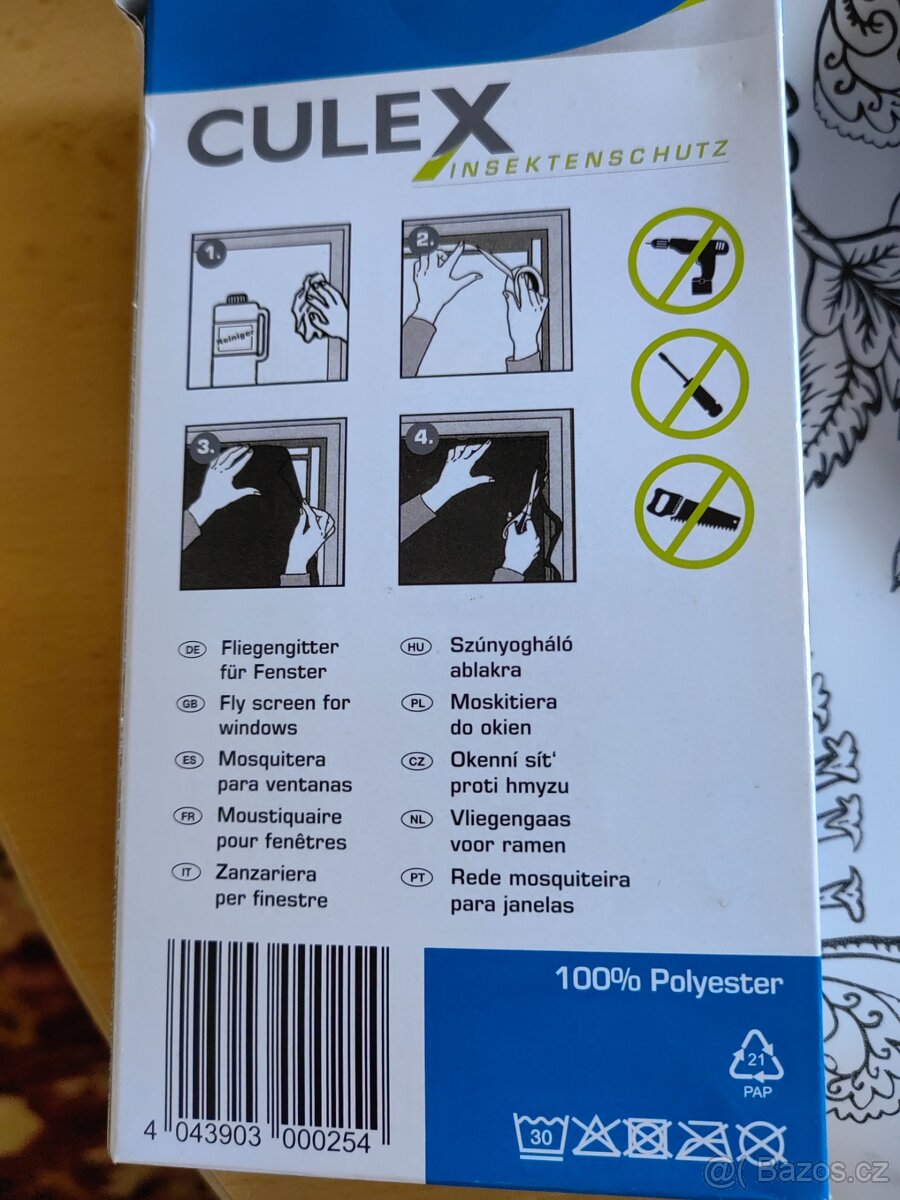 CULEX
INSEKTENSCHUTZ
1.
2.
Reiniger
3.
4.
DE Fliegengitter
für Fenster
GB Fly screen for
windows
ES Mosquitera
para ventanas
FR Moustiquaire
pour fenêtres
IT Zanzariera
per finestre
HU Szúnyogháló
ablakra
PL Moskitiera
do okien
CZ Okenní sít'
proti hmyzu
NL Vliegengaas
voor ramen
PT Rede mosquiteira
para janelas
100% Polyester
21
PAP
30
4 043903 000254
@( Bazos.cz